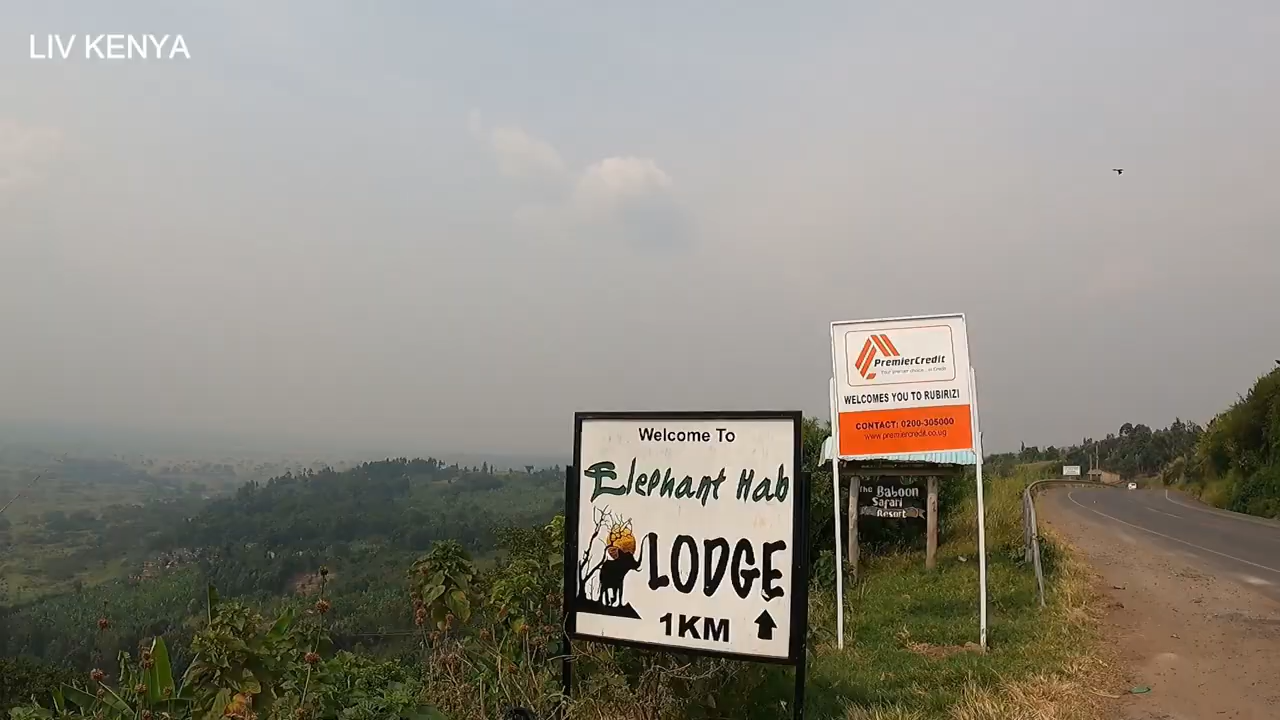 LIV KENYA
PremierCredit
WELCOMES YOU TO RUBIRIZI
CONTACT: 0200-305000
www.premiercredit.co.ug
The Baboon
Safari
Resort
Welcome To
Elephant Hab
LODGE
1KM